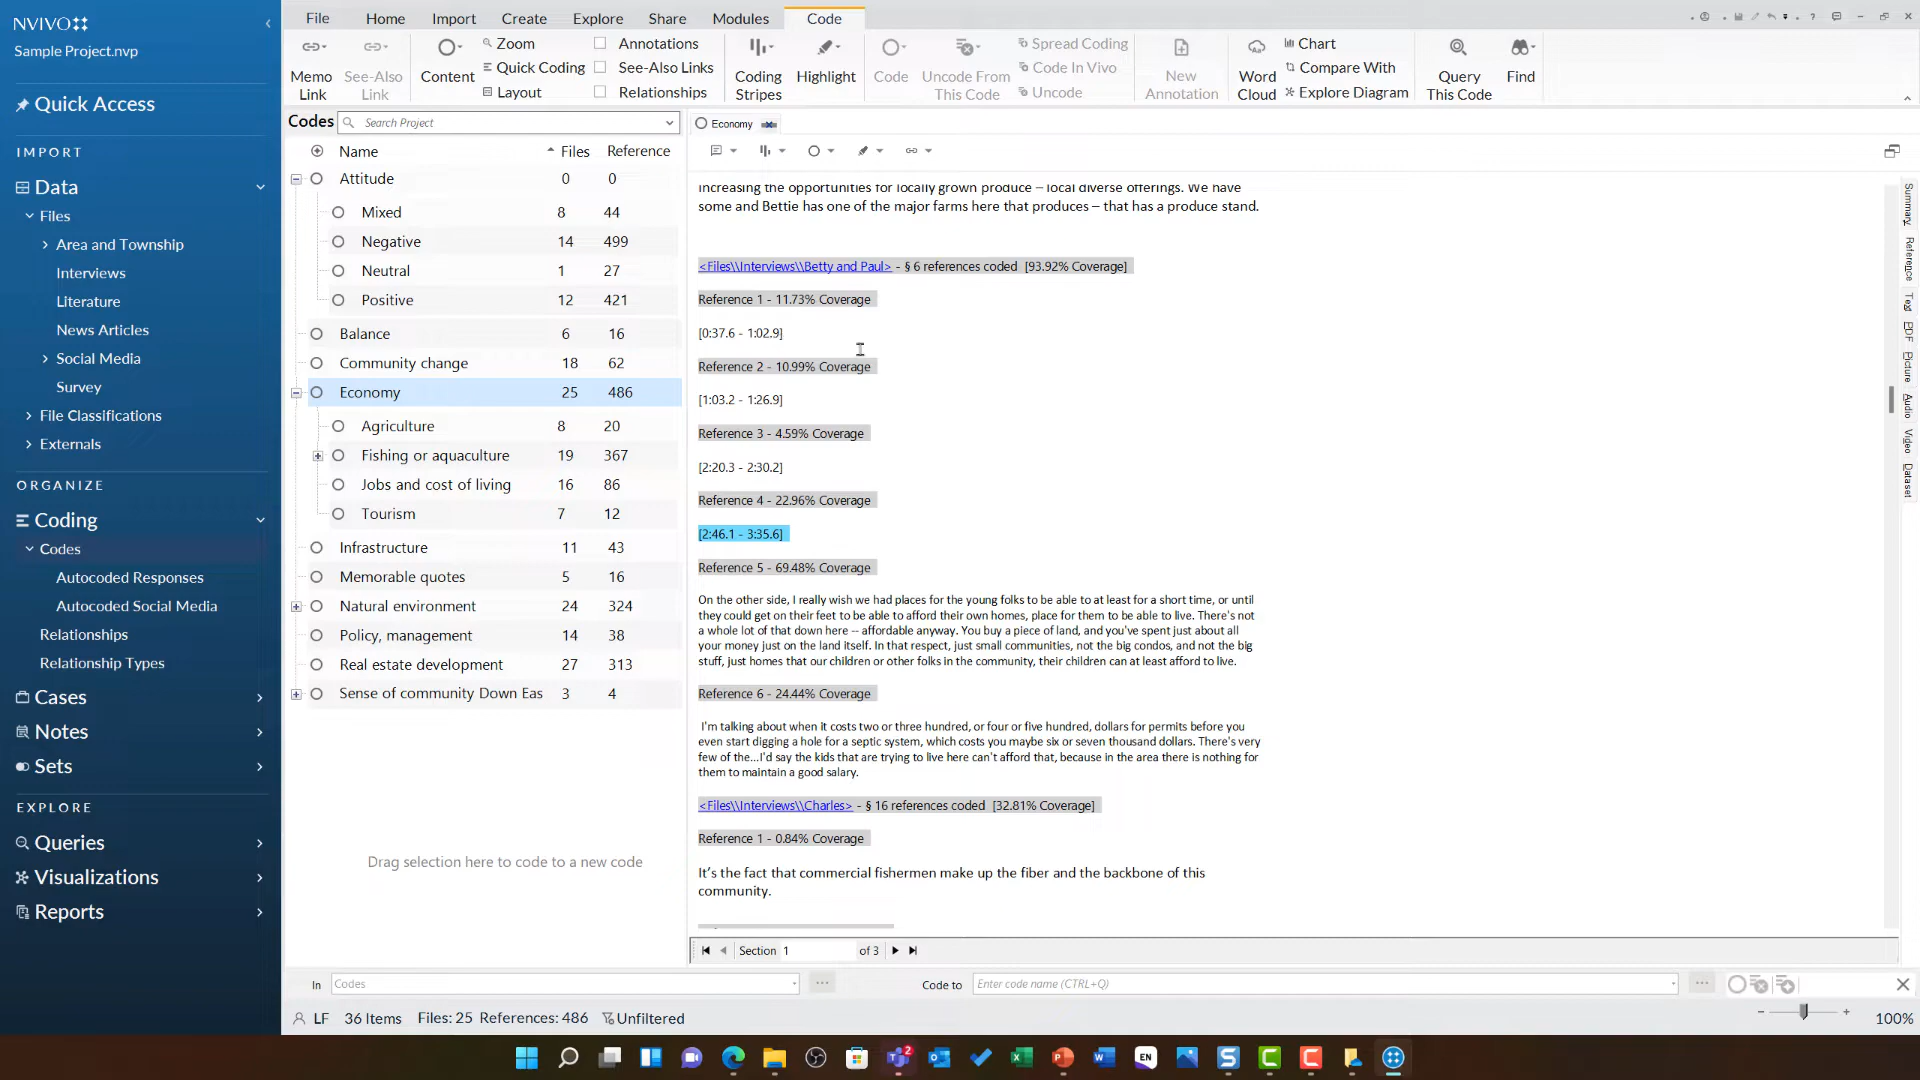 NVIVO
Sample Project.nvp
Quick Access
IMPORT
Data
Files
Area and Township
Interviews
Literature
News Articles
Social Media
Survey
File Classifications
Externals
ORGANIZE
Coding
Codes
Autocoded Responses
Autocoded Social Media
Relationships
Relationship Types
Cases
Notes
Sets
EXPLORE
Queries
Visualizations
Reports
File Home Import Create Explore Share Modules Code
Memo Link
See-Also Link
Content
Zoom
Quick Coding
Layout
Annotations
See-Also Links
Relationships
Coding Stripes
Highlight
Code
Uncode From This Code
Spread Coding
Code In Vivo
Uncode
New Annotation
Word Cloud
Chart
Compare With
Explore Diagram
Query This Code
Find
Codes Search Project
Name Files Reference
Attitude 0 0
Mixed 8 44
Negative 14 499
Neutral 1 27
Positive 12 421
Balance 6 16
Community change 18 62
Economy 25 486
Agriculture 8 20
Fishing or aquaculture 19 367
Jobs and cost of living 16 86
Tourism 7 12
Infrastructure 11 43
Memorable quotes 5 16
Natural environment 24 324
Policy, management 14 38
Real estate development 27 313
Sense of community Down Eas 3 4
Drag selection here to code to a new code
Economy
increasing the opportunities for locally grown produce – local diverse offerings. We have
some and Bettie has one of the major farms here that produces – that has a produce stand.
<Files\\Interviews\\Betty and Paul> - § 6 references coded [93.92% Coverage]
Reference 1 - 11.73% Coverage
[0:37.6 - 1:02.9]
Reference 2 - 10.99% Coverage
[1:03.2 - 1:26.9]
Reference 3 - 4.59% Coverage
[2:20.3 - 2:30.2]
Reference 4 - 22.96% Coverage
[2:46.1 - 3:35.6]
Reference 5 - 69.48% Coverage
On the other side, I really wish we had places for the young folks to be able to at least for a short time, or until
they could get on their feet to be able to afford their own homes, place for them to be able to live. There's not
a whole lot of that down here -- affordable anyway. You buy a piece of land, and you've spent just about all
your money just on the land itself. In that respect, just small communities, not the big condos, and not the big
stuff, just homes that our children or other folks in the community, their children can at least afford to live.
Reference 6 - 24.44% Coverage
I'm talking about when it costs two or three hundred, or four or five hundred, dollars for permits before you
even start digging a hole for a septic system, which costs you maybe six or seven thousand dollars. There's very
few of the...I'd say the kids that are trying to live here can't afford that, because in the area there is nothing for
them to maintain a good salary.
<Files\\Interviews\\Charles> - § 16 references coded [32.81% Coverage]
Reference 1 - 0.84% Coverage
It's the fact that commercial fishermen make up the fiber and the backbone of this
community.
Summary
Reference
Text
PDF
Picture
Audio
Video
Dataset
Section 1 of 3
In Codes
Code to Enter code name (CTRL+Q)
LF 36 Items Files: 25 References: 486 Unfiltered
100%
2
EN